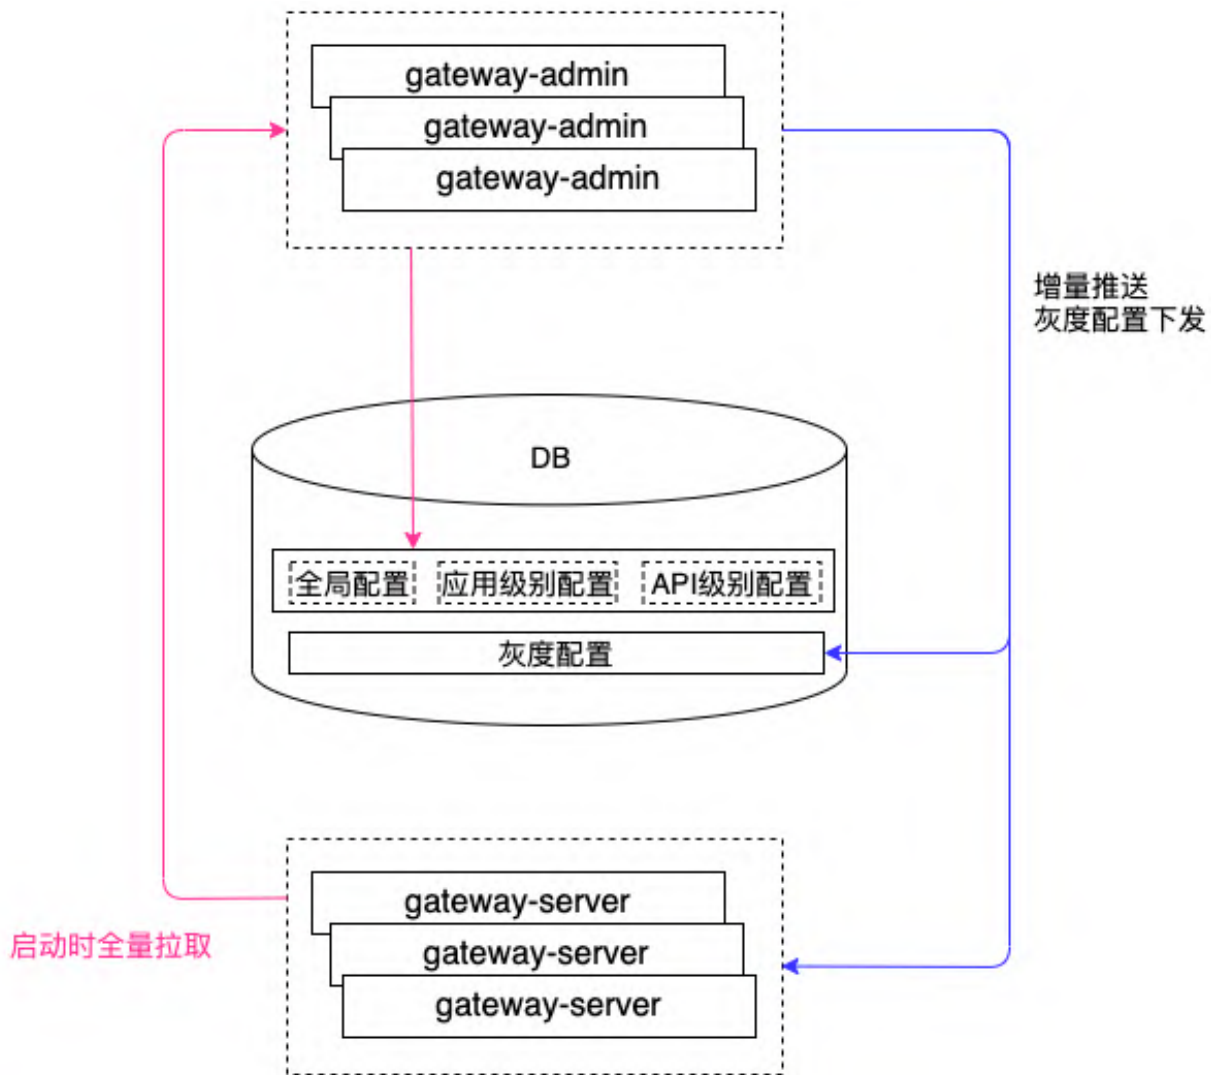 gateway-admin
gateway-admin
gateway-admin
增量推送
灰度配置下发
DB
全局配置 应用级别配置 API级别配置
灰度配置
gateway-server
启动时全量拉取
gateway-server
gateway-server